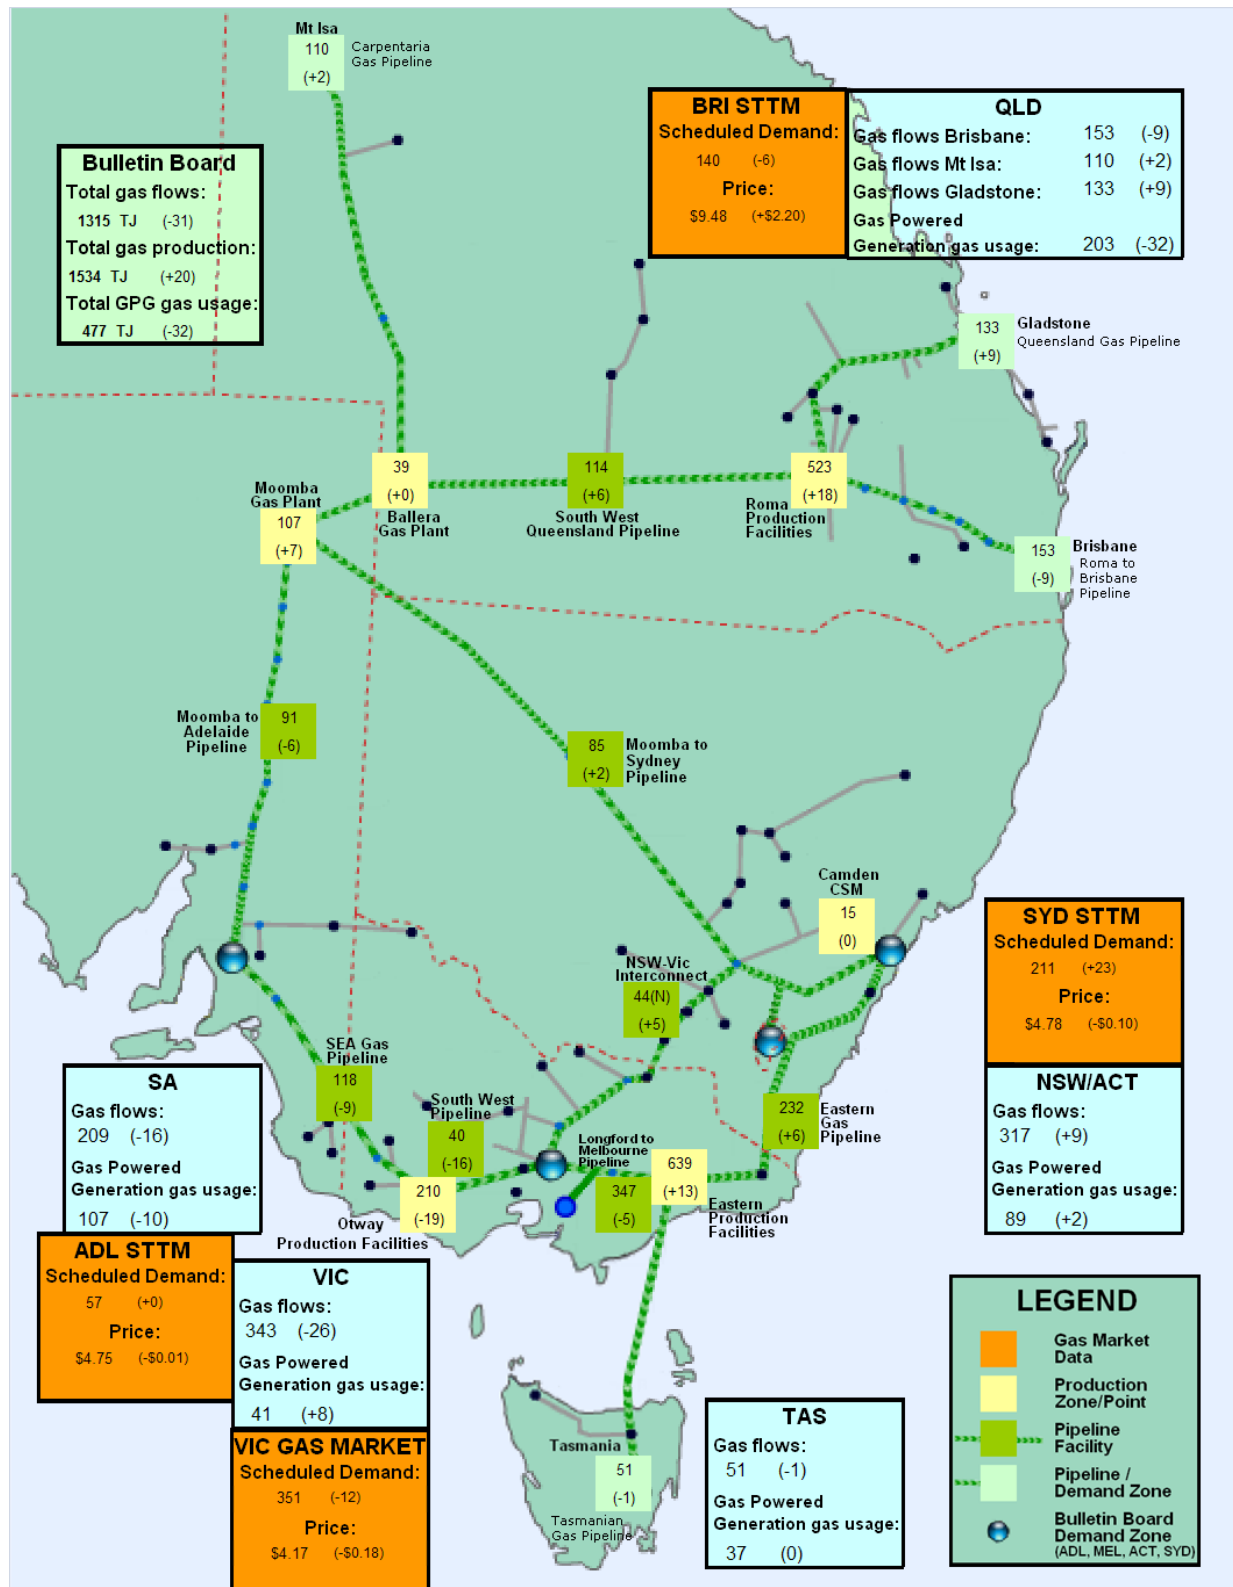 Mt Isa
110
(+2)
Carpentaria
Gas Pipeline
BRI STTM
Scheduled Demand:
140 (-6)
Price:
$9.48 (+$2.20)
QLD
Gas flows Brisbane: 153 (-9)
Gas flows Mt Isa: 110 (+2)
Gas flows Gladstone: 133 (+9)
Gas Powered
Generation gas usage: 203 (-32)
Bulletin Board
Total gas flows:
1315 TJ (-31)
Total gas production:
1534 TJ (+20)
Total GPG gas usage:
477 TJ (-32)
133
(+9)
Gladstone
Queensland Gas Pipeline
Moomba
Gas Plant
107
(+7)
39
(+0)
Ballera
Gas Plant
114
(+6)
South West
Queensland Pipeline
523
(+18)
Roma
Production
Facilities
153
(-9)
Brisbane
Roma to
Brisbane
Pipeline
Moomba to
Adelaide
Pipeline
91
(-6)
85
(+2)
Moomba to
Sydney
Pipeline
Camden
CSM
15
(0)
NSW-Vic
Interconnect
44(N)
(+5)
SYD STTM
Scheduled Demand:
211 (+23)
Price:
$4.78 (-$0.10)
NSW/ACT
Gas flows:
317 (+9)
Gas Powered
Generation gas usage:
89 (+2)
SEA Gas
Pipeline
118
(-9)
South West
Pipeline
40
(-16)
Longford to
Melbourne
Pipeline
347
(-5)
639
(+13)
Eastern
Production
Facilities
232
(+6)
Eastern
Gas
Pipeline
210
(-19)
Otway
Production Facilities
SA
Gas flows:
209 (-16)
Gas Powered
Generation gas usage:
107 (-10)
ADL STTM
Scheduled Demand:
57 (+0)
Price:
$4.75 (-$0.01)
VIC
Gas flows:
343 (-26)
Gas Powered
Generation gas usage:
41 (+8)
VIC GAS MARKET
Scheduled Demand:
351 (-12)
Price:
$4.17 (-$0.18)
Tasmania
51
(-1)
Tasmanian
Gas Pipeline
TAS
Gas flows:
51 (-1)
Gas Powered
Generation gas usage:
37 (0)
LEGEND
Gas Market
Data
Production
Zone/Point
Pipeline
Facility
Pipeline /
Demand Zone
Bulletin Board
Demand Zone
(ADL, MEL, ACT, SYD)